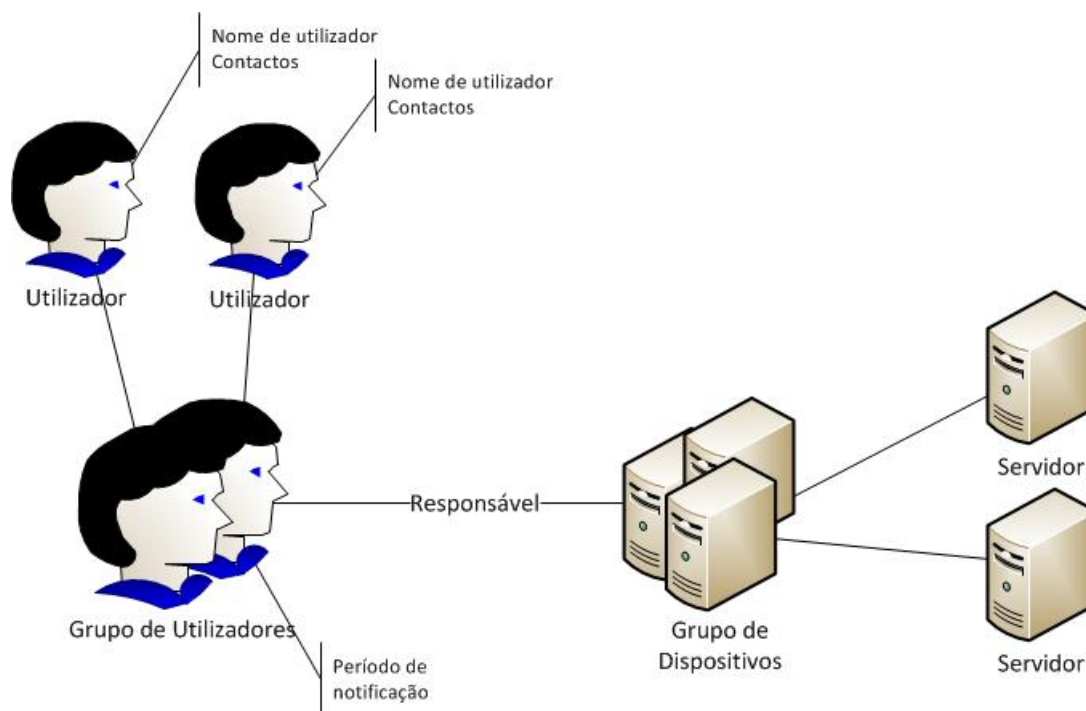 Nome de utilizador
Contactos
Nome de utilizador
Contactos
Utilizador
Utilizador
Responsável
Servidor
Grupo de Utilizadores
Grupo de
Dispositivos
Período de
notificação
Servidor